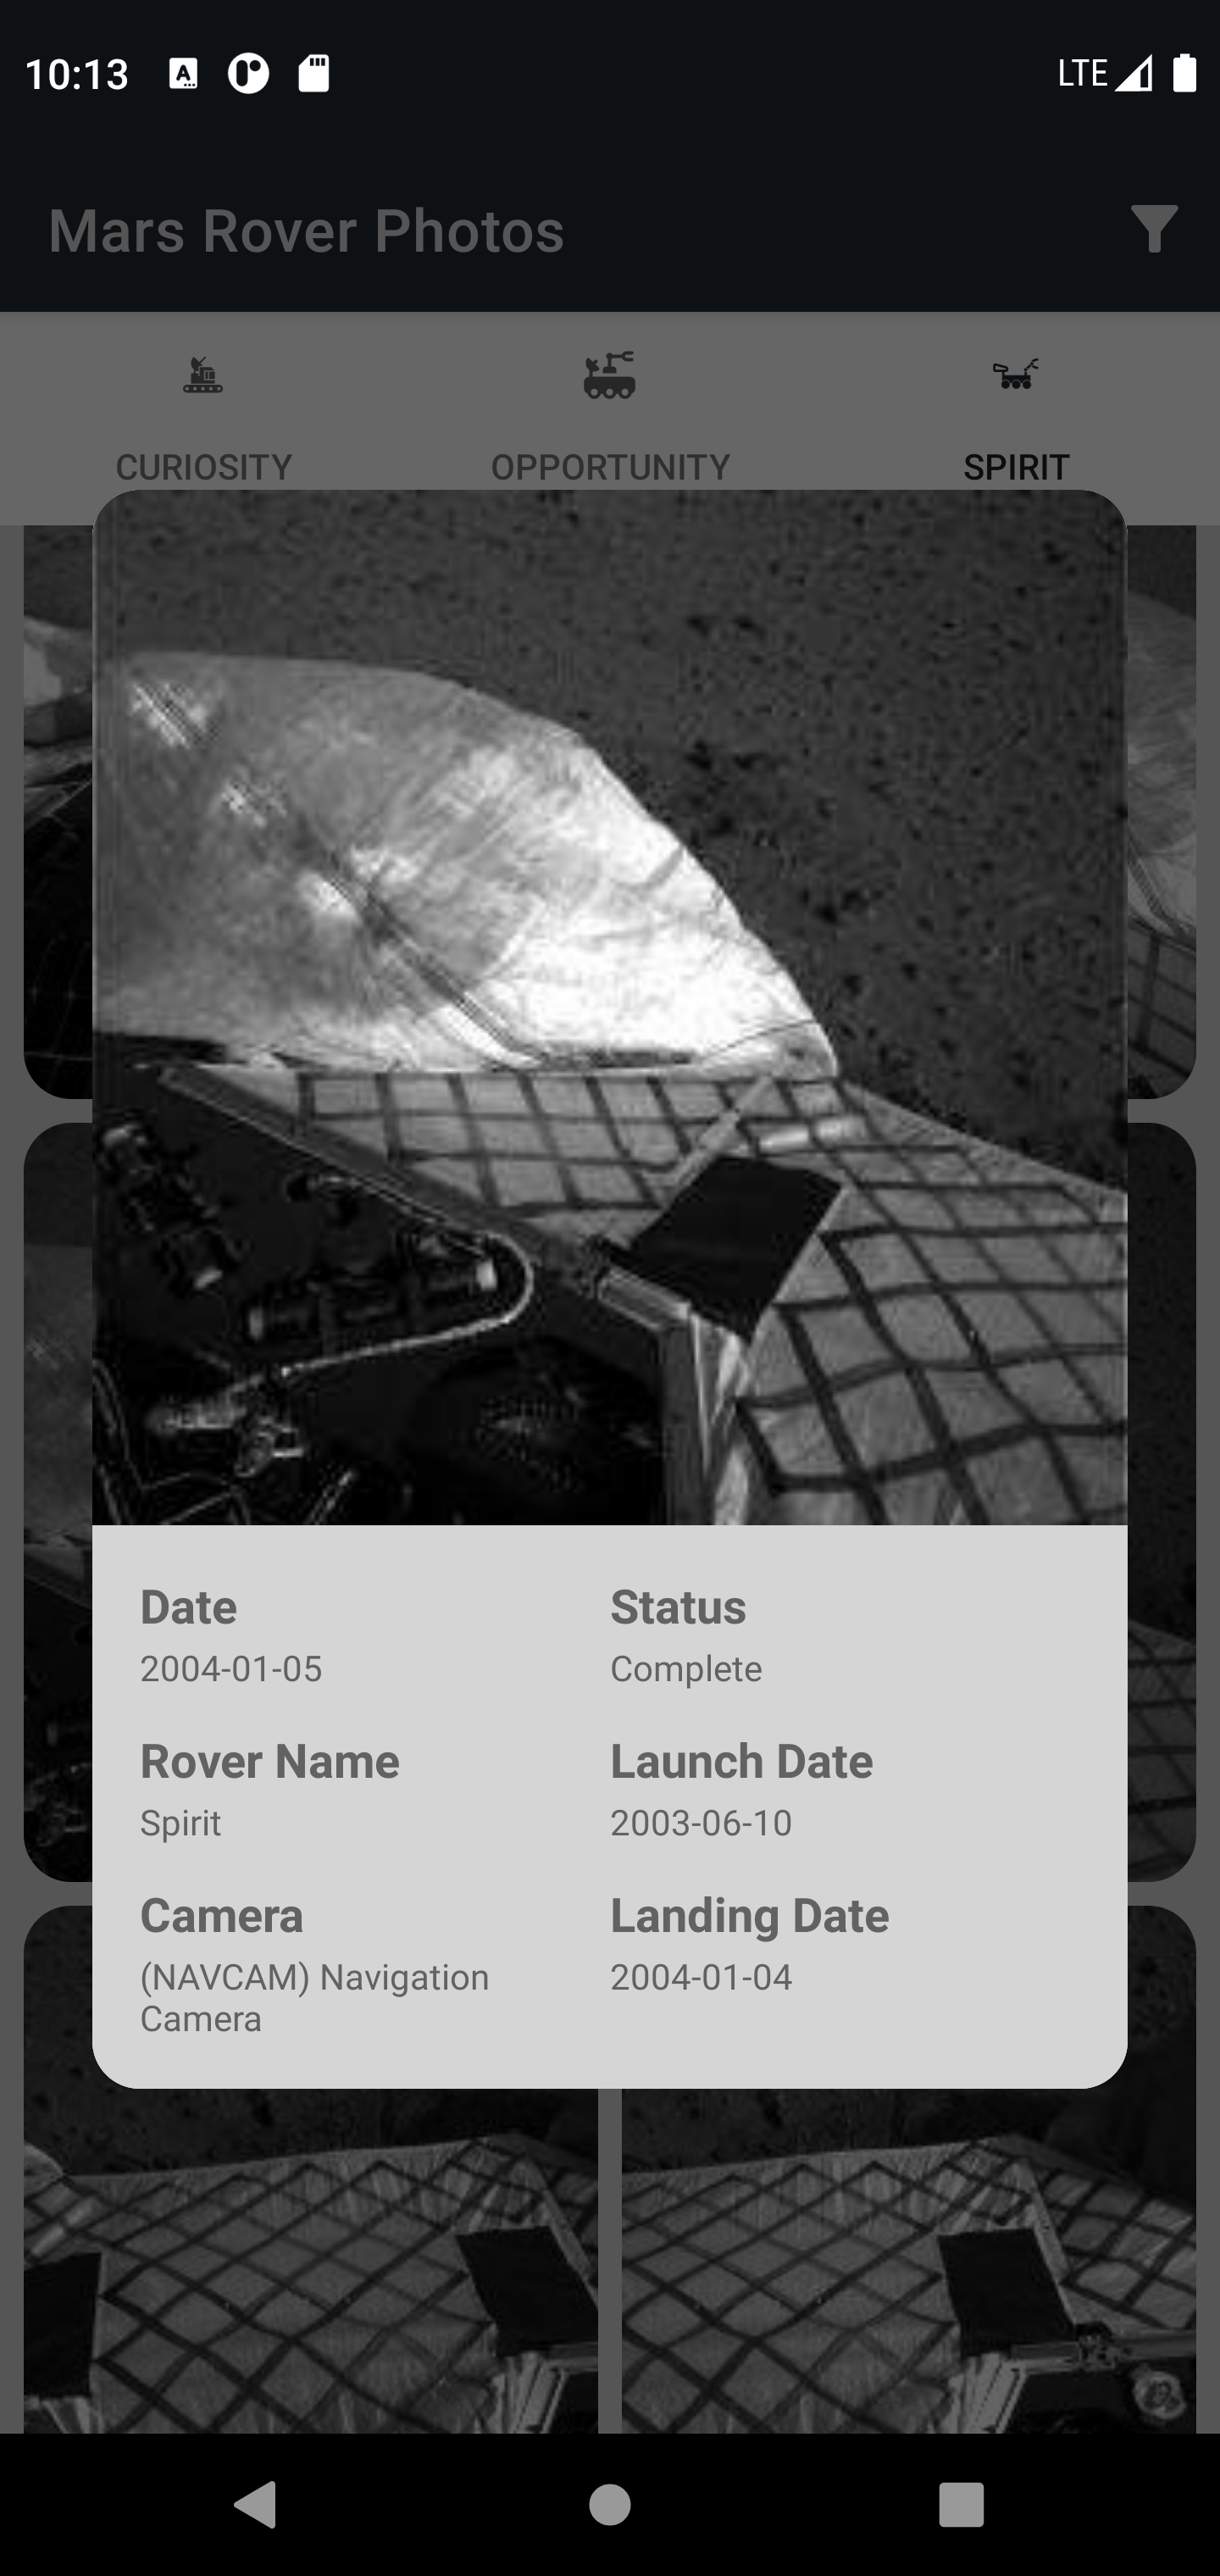 10:13
LTE
Mars Rover Photos
CURIOSITY
OPPORTUNITY
SPIRIT
Date
2004-01-05
Status
Complete
Rover Name
Spirit
Launch Date
2003-06-10
Camera
(NAVCAM) Navigation
Camera
Landing Date
2004-01-04